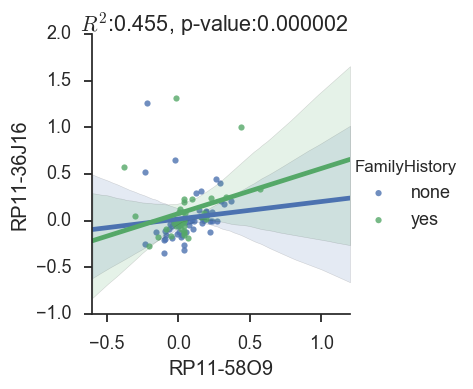 R²:0.455, p-value:0.000002
2.0
1.5
1.0
0.5
0.0
−0.5
−1.0
RP11-36J16
−0.5 0.0 0.5 1.0
RP11-58O9
FamilyHistory
none
yes